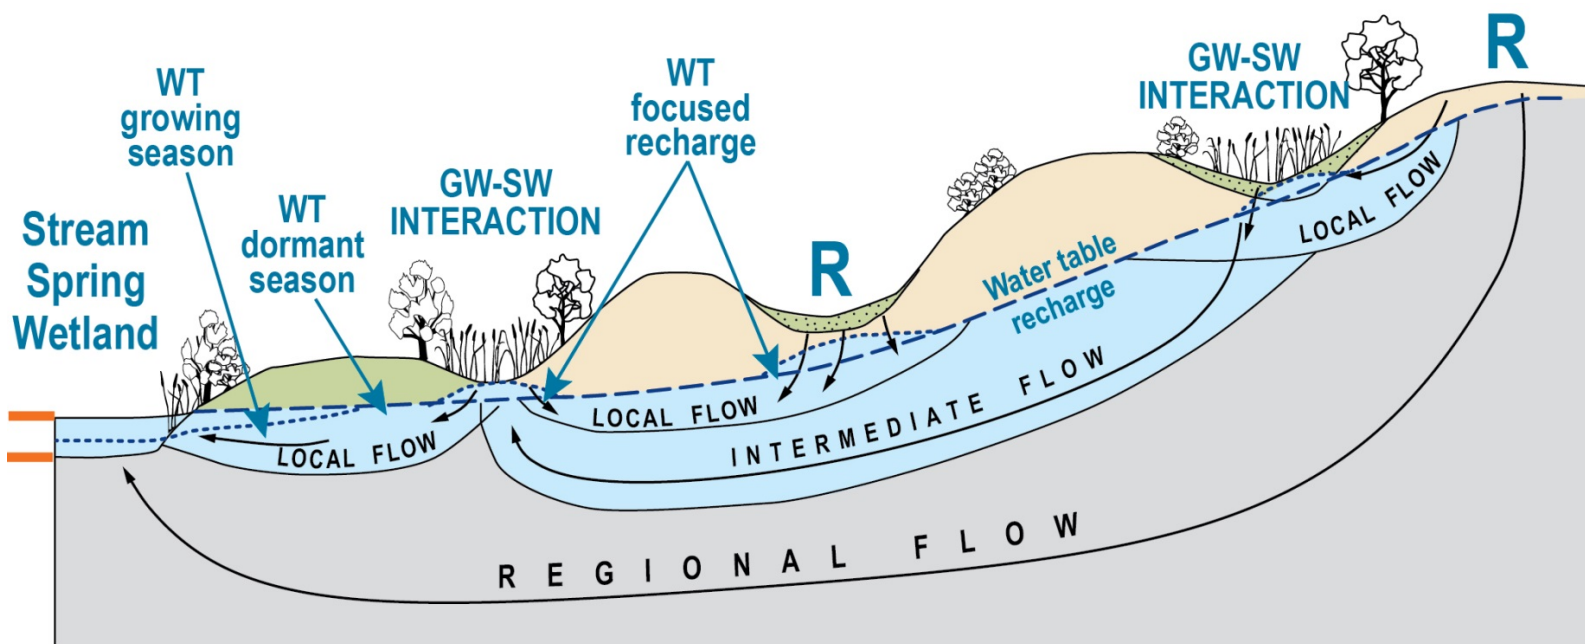 R
GW-SW
INTERACTION
WT
focused
recharge
WT
growing
season
GW-SW
INTERACTION
WT
dormant
season
Stream
Spring
Wetland
R
LOCAL FLOW
Water table
recharge
LOCAL FLOW
LOCAL FLOW
INTERMEDIATE FLOW
REGIONAL FLOW